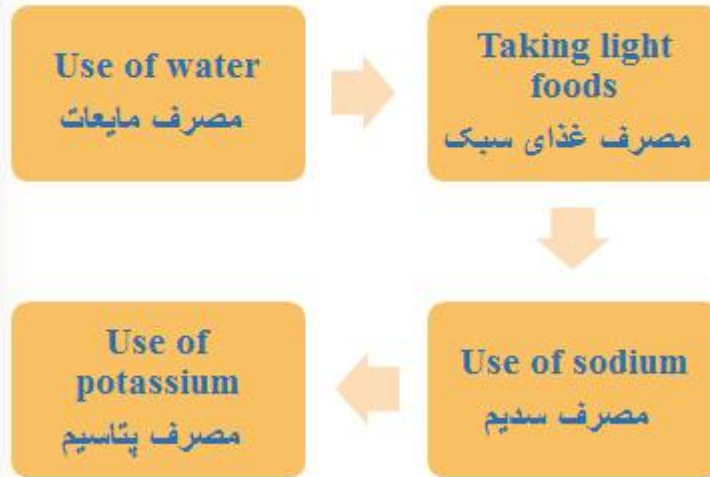 Use of water
مصرف مایعات
Taking light
foods
مصرف غذای سبک
Use of sodium
مصرف سدیم
Use of
potassium
مصرف پتاسیم